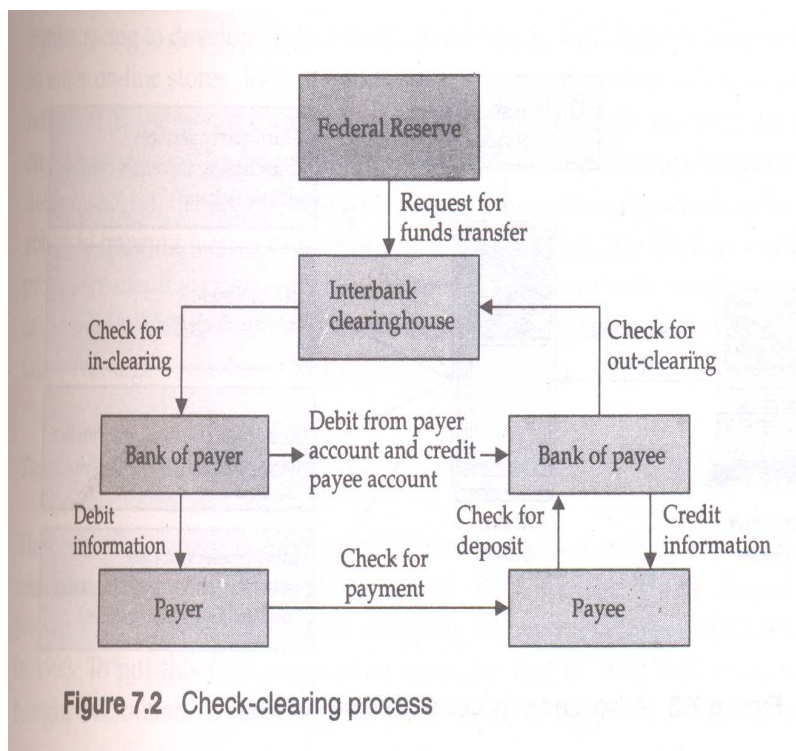 Federal Reserve
Request for
funds transfer
Interbank
clearinghouse
Check for
in-clearing
Check for
out-clearing
Bank of payer
Debit from payer
account and credit
payee account
Bank of payee
Debit
information
Check for
deposit
Credit
information
Payer
Check for
payment
Payee
Figure 7.2 Check-clearing process